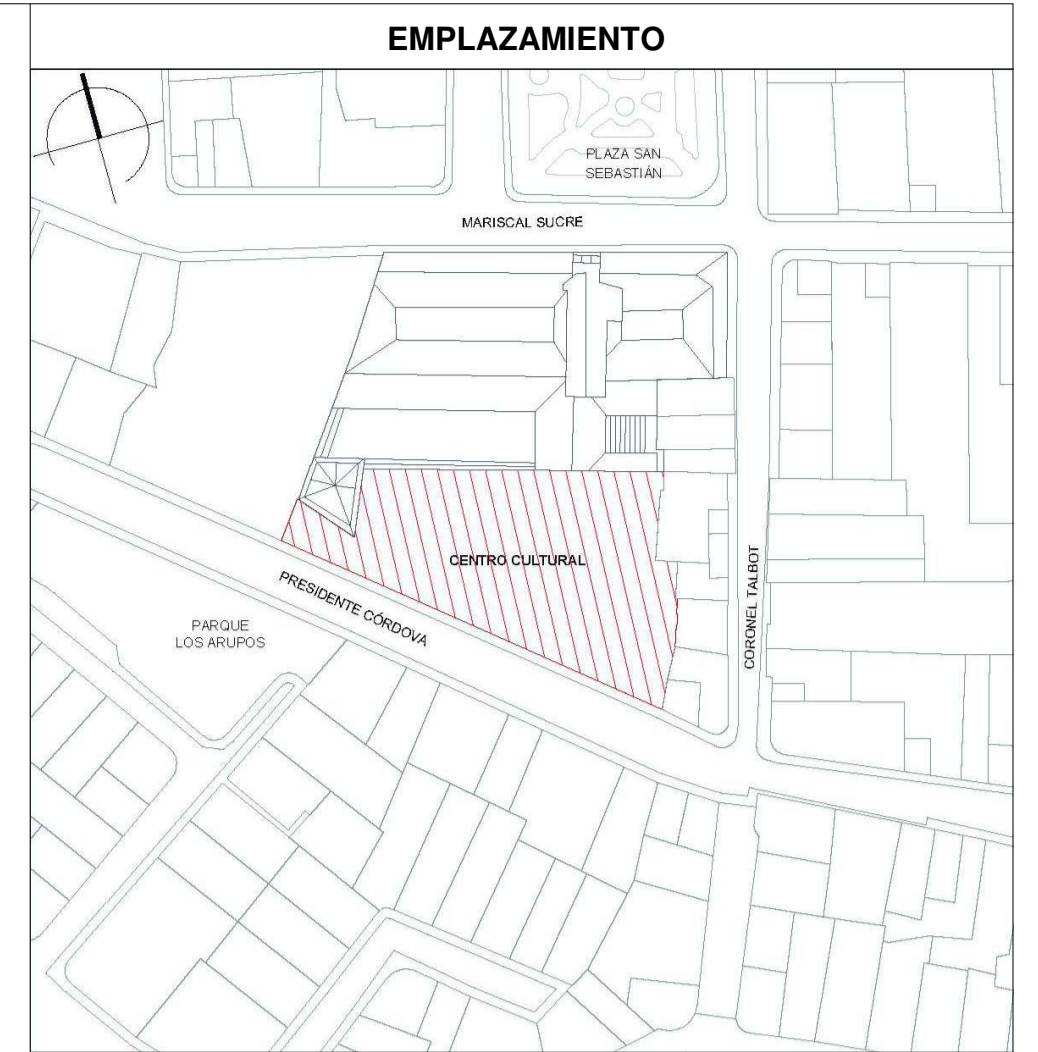 EMPLAZAMIENTO
PLAZA SAN
SEBASTIÁN
MARISCAL SUCRE
CENTRO CULTURAL
CORONEL TALBOT
PRESIDENTE CÓRDOVA
PARQUE
LOS ARUPOS